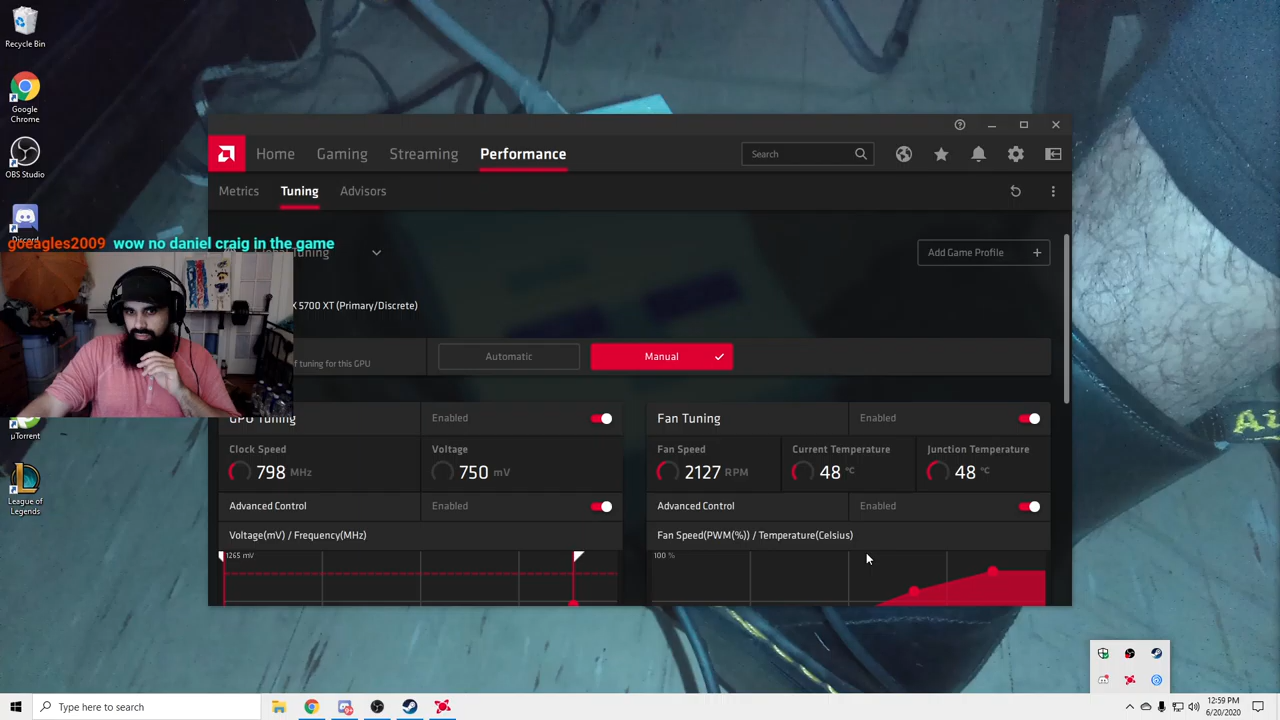 Recycle Bin
Google
Chrome
OBS Studio
Discord
µTorrent
League of
Legends
goeagles2009 wow no daniel craig in the game
Home Gaming Streaming Performance
Search
Metrics Tuning Advisors
Tuning
Add Game Profile +
X 5700 XT (Primary/Discrete)
of tuning for this GPU
Automatic
Manual
GPU Tuning Enabled
Clock Speed Voltage
798 MHz 750 mV
Advanced Control Enabled
Voltage(mV) / Frequency(MHz)
1265 mV
Fan Tuning Enabled
Fan Speed Current Temperature Junction Temperature
2127 RPM 48 °C 48 °C
Advanced Control Enabled
Fan Speed(PWM(%)) / Temperature(Celsius)
100 %
Type here to search
12:59 PM
6/20/2020